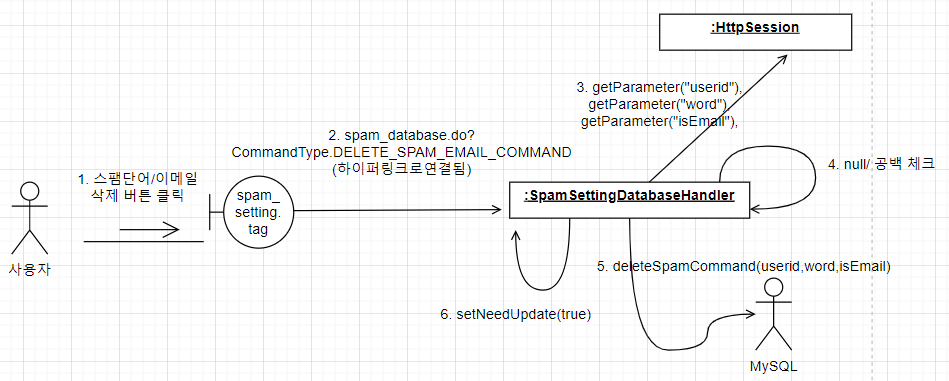 :HttpSession
3. getParameter("userid"),
getParameter("word"),
getParameter("isEmail"),
2. spam_database.do?
CommandType.DELETE_SPAM_EMAIL_COMMAND
(하이퍼링크로연결됨)
4. null/ 공백 체크
1. 스팸단어/이메일
삭제 버튼 클릭
spam_
setting.
tag
:SpamSettingDatabaseHandler
사용자
5. deleteSpamCommand(userid,word,isEmail)
6. setNeedUpdate(true)
MySQL